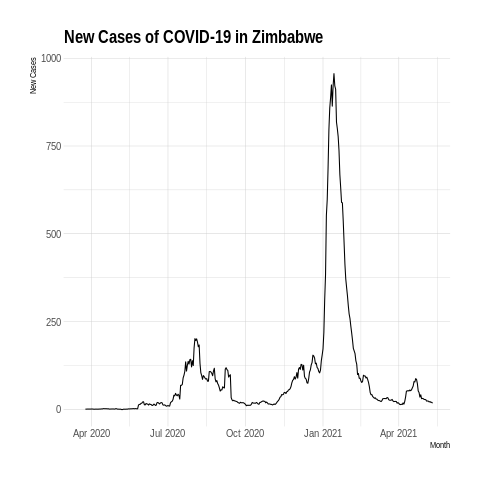 New Cases of COVID-19 in Zimbabwe
New Cases
1000
750
500
250
0
Apr 2020 Jul 2020 Oct 2020 Jan 2021 Apr 2021
Month